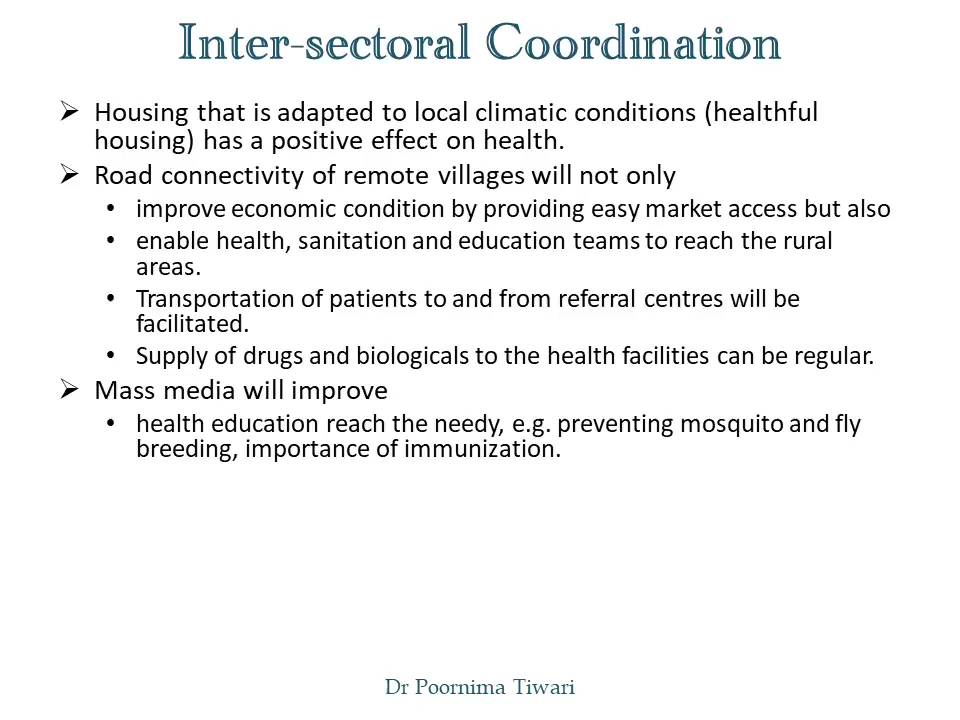 Inter-sectoral Coordination
➢ Housing that is adapted to local climatic conditions (healthful
housing) has a positive effect on health.
➢ Road connectivity of remote villages will not only
• improve economic condition by providing easy market access but also
• enable health, sanitation and education teams to reach the rural
areas.
• Transportation of patients to and from referral centres will be
facilitated.
• Supply of drugs and biologicals to the health facilities can be regular.
➢ Mass media will improve
• health education reach the needy, e.g. preventing mosquito and fly
breeding, importance of immunization.
Dr Poornima Tiwari